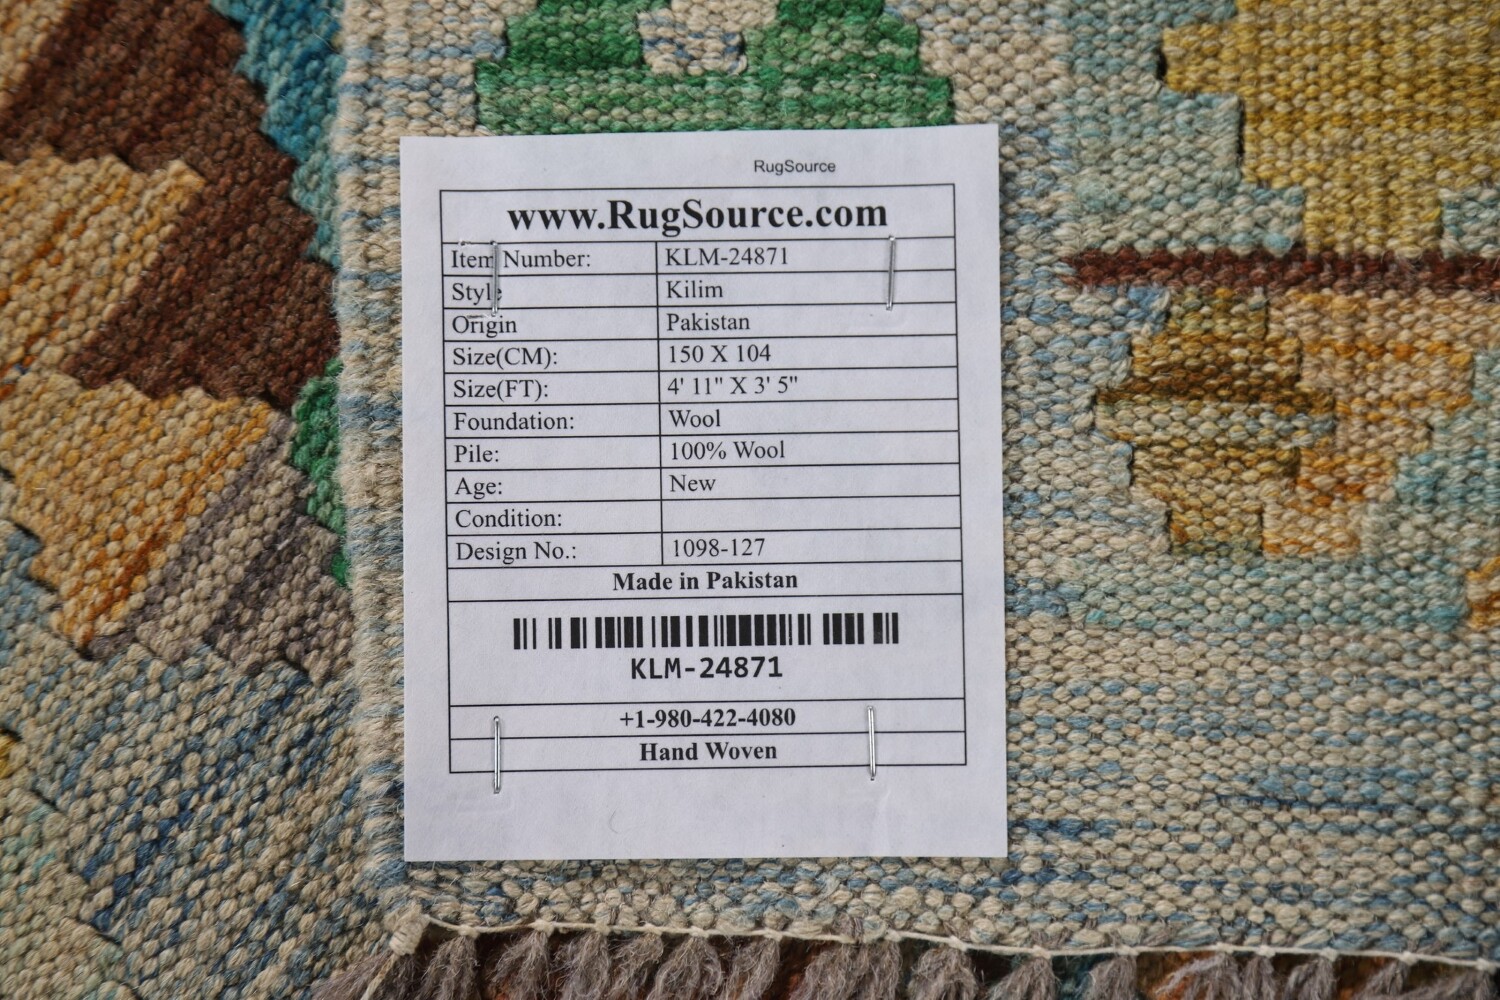 RugSource
www.RugSource.com
Item Number: KLM-24871
Style Kilim
Origin Pakistan
Size(CM): 150 X 104
Size(FT): 4' 11" X 3' 5"
Foundation: Wool
Pile: 100% Wool
Age: New
Condition:
Design No.: 1098-127
Made in Pakistan
KLM-24871
+1-980-422-4080
Hand Woven